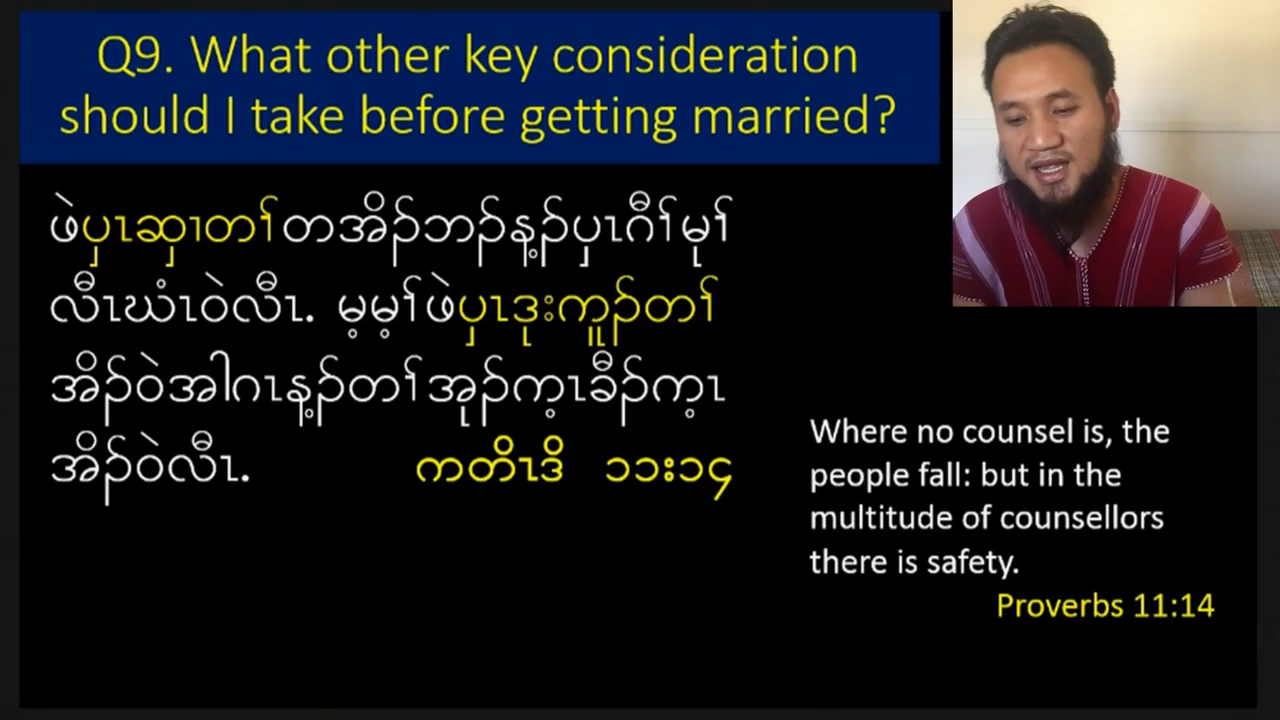 Q9. What other key consideration
should I take before getting married?
ဖဲပှၤဆှၢတၢ်တအိၣ်ဘၣ်န့ၣ်ပှၤဂီၢ်မုၢ်
လီၤဃံၤဝဲလီၤ. မ့မ့ၢ်ဖဲပှၤဒုးကူၣ်တၢ်
အိၣ်ဝဲအါဂၤန့ၣ်တၢ်အုၣ်က့ၤခီၣ်က့ၤ
အိၣ်ဝဲလီၤ.
ကတိၤဒိ ၁၁း၁၄
Where no counsel is, the
people fall: but in the
multitude of counsellors
there is safety.
Proverbs 11:14